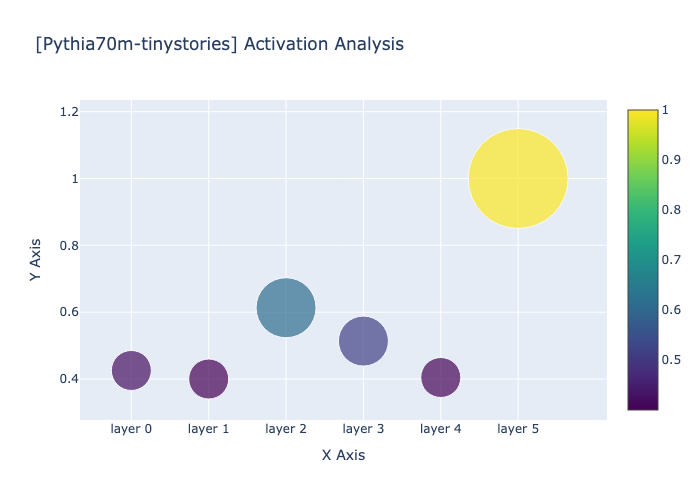 [Pythia70m-tinystories] Activation Analysis
1.2
1
0.8
0.6
0.4
Y Axis
layer 0
layer 1
layer 2
layer 3
layer 4
layer 5
X Axis
1
0.9
0.8
0.7
0.6
0.5